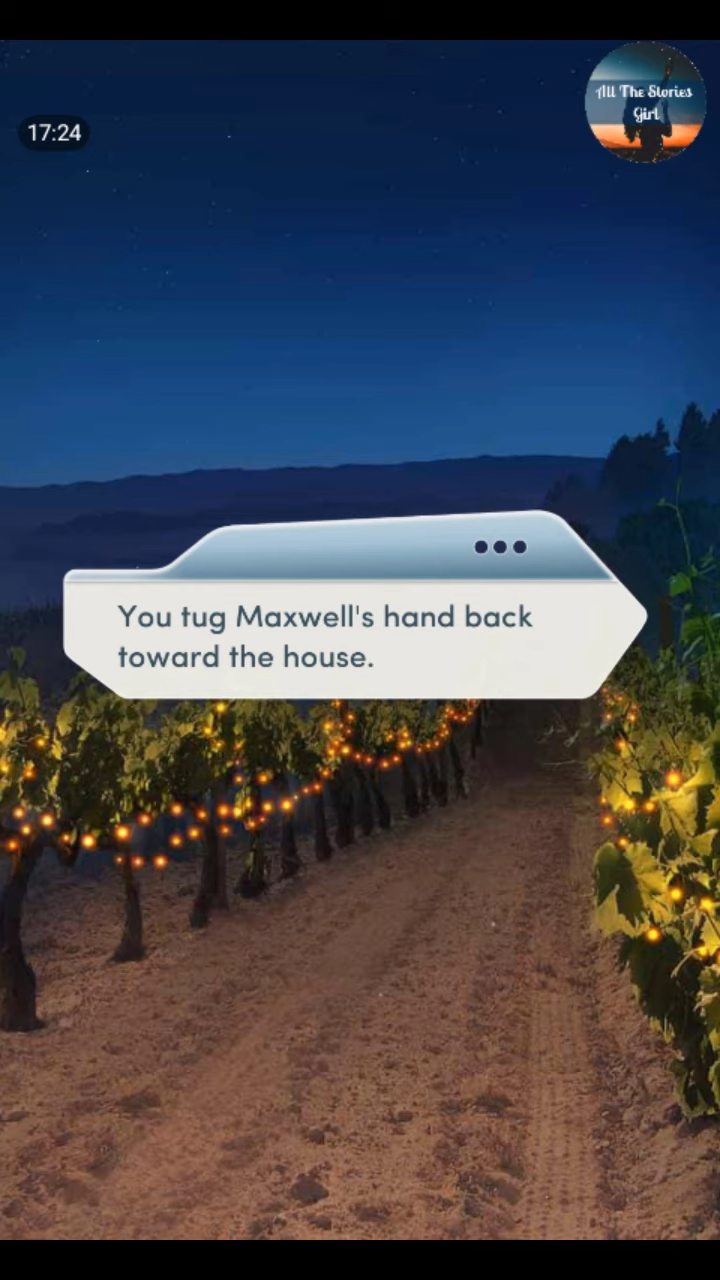 All The Stories
Girl
17:24
You tug Maxwell's hand back
toward the house.